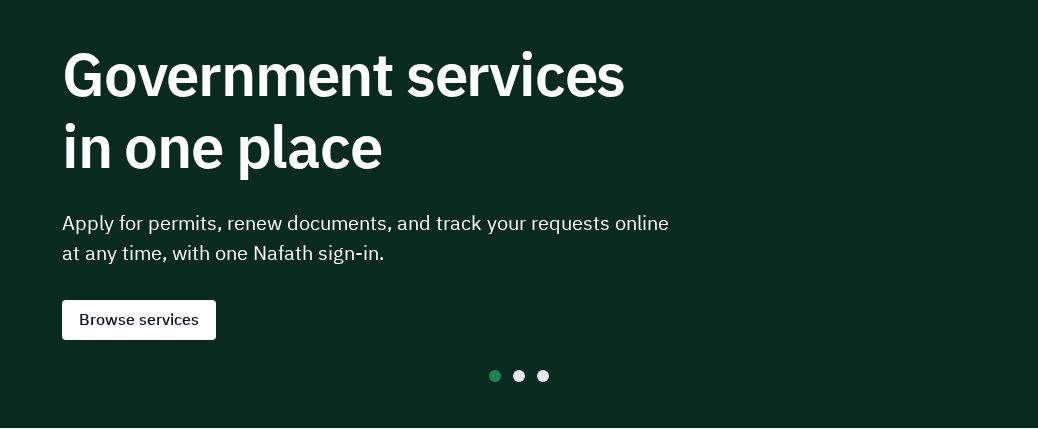 Government services
in one place
Apply for permits, renew documents, and track your requests online
at any time, with one Nafath sign-in.
Browse services